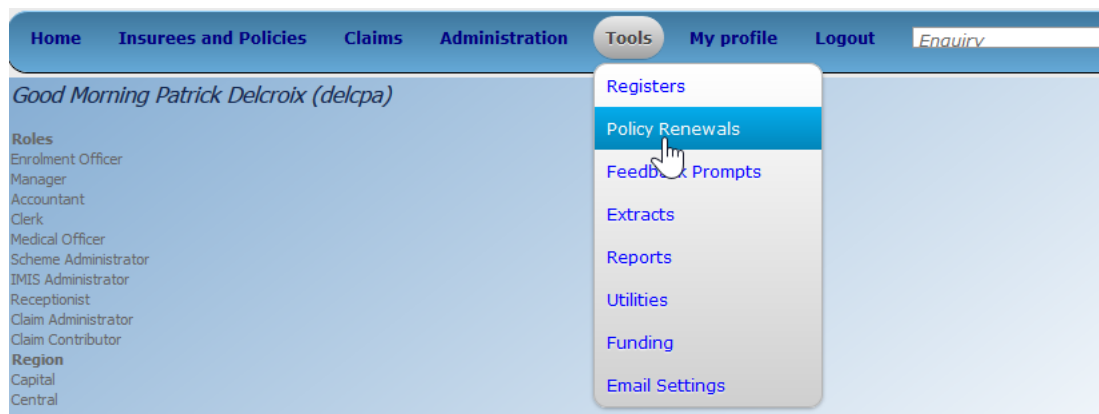 Home Insurees and Policies Claims Administration Tools My profile Logout Enquiry
Good Morning Patrick Delcroix (delcpa)
Roles
Enrolment Officer
Manager
Accountant
Clerk
Medical Officer
Scheme Administrator
IMIS Administrator
Receptionist
Claim Administrator
Claim Contributor
Region
Capital
Central
Registers
Policy Renewals
Feedback Prompts
Extracts
Reports
Utilities
Funding
Email Settings